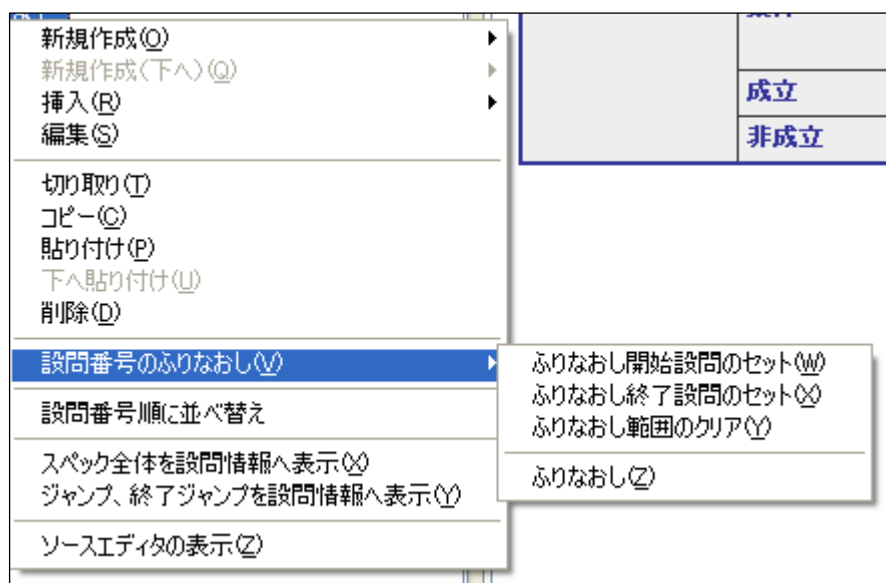 新規作成(O)
新規作成(下へ)(Q)
挿入(R)
編集(S)
切り取り(T)
コピー(C)
貼り付け(P)
下へ貼り付け(U)
削除(D)
設問番号のふりなおし(V)
設問番号順に並べ替え
スペック全体を設問情報へ表示(X)
ジャンプ、終了ジャンプを設問情報へ表示(Y)
ソースエディタの表示(Z)
ふりなおし開始設問のセット(W)
ふりなおし終了設問のセット(X)
ふりなおし範囲のクリア(Y)
ふりなおし(Z)
成立
非成立